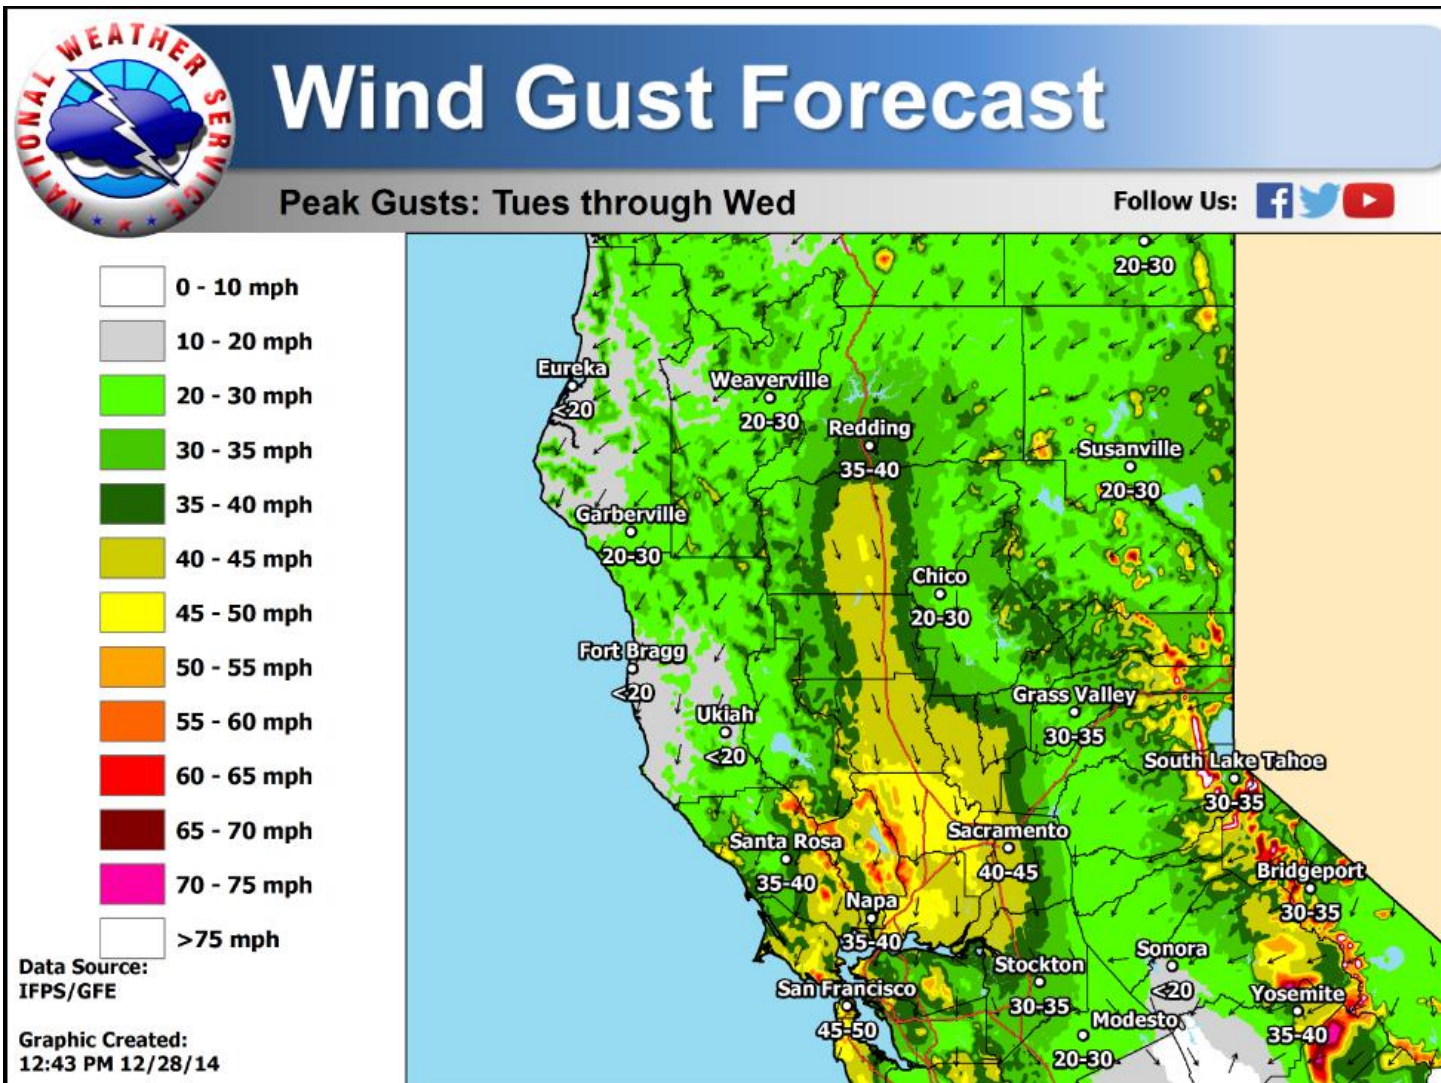 NATIONAL WEATHER SERVICE
Wind Gust Forecast
Peak Gusts: Tues through Wed
Follow Us:
0 - 10 mph
10 - 20 mph
20 - 30 mph
30 - 35 mph
35 - 40 mph
40 - 45 mph
45 - 50 mph
50 - 55 mph
55 - 60 mph
60 - 65 mph
65 - 70 mph
70 - 75 mph
>75 mph
Data Source:
IFPS/GFE
Graphic Created:
12:43 PM 12/28/14
20-30
Eureka
<20
Weaverville
20-30
Redding
35-40
Susanville
20-30
Garberville
20-30
Chico
20-30
Fort Bragg
<20
Ukiah
<20
Grass Valley
30-35
South Lake Tahoe
30-35
Santa Rosa
35-40
Sacramento
40-45
Bridgeport
30-35
Napa
35-40
Stockton
30-35
Sonora
<20
San Francisco
45-50
Modesto
20-30
Yosemite
35-40